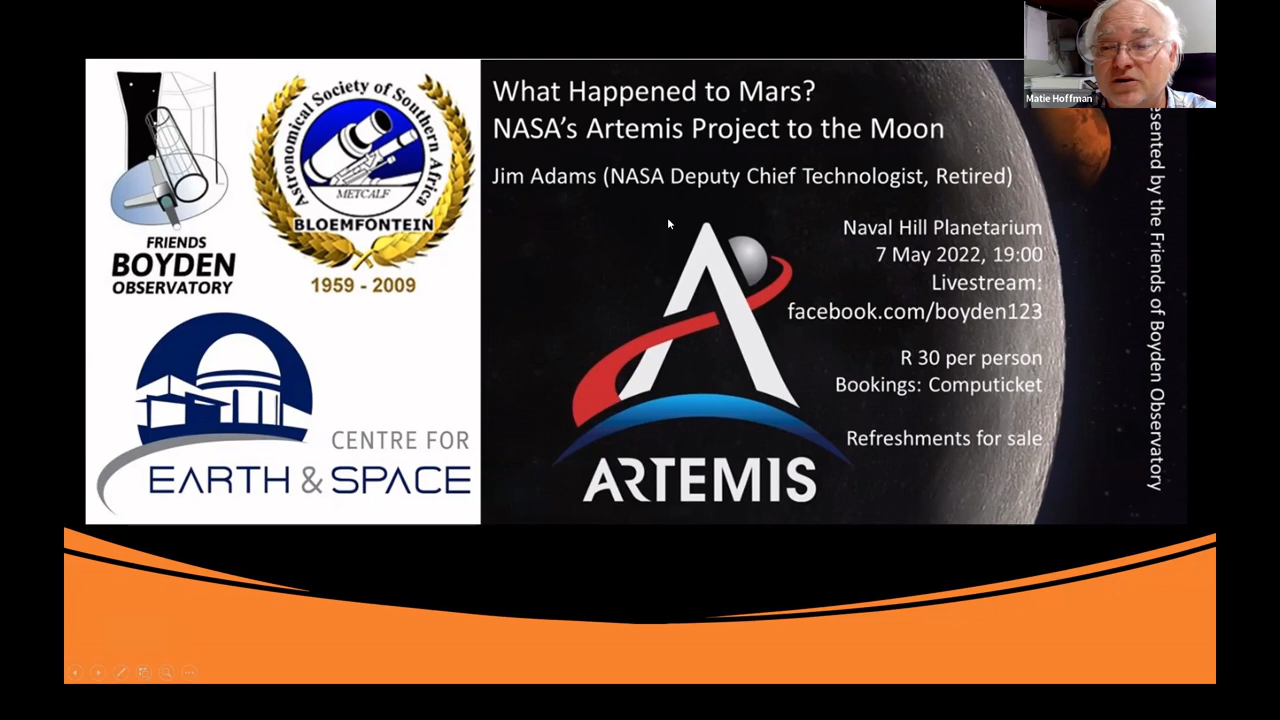 Matie Hoffman
What Happened to Mars?
NASA's Artemis Project to the Moon
Jim Adams (NASA Deputy Chief Technologist, Retired)
Naval Hill Planetarium
7 May 2022, 19:00
Livestream:
facebook.com/boyden123
R 30 per person
Bookings: Computicket
Refreshments for sale
ARTEMIS
by the Friends of Boyden Observatory
FRIENDS
BOYDEN
OBSERVATORY
Astronomical Society of Southern Africa
METCALF
BLOEMFONTEIN
1959 - 2009
CENTRE FOR
EARTH & SPACE